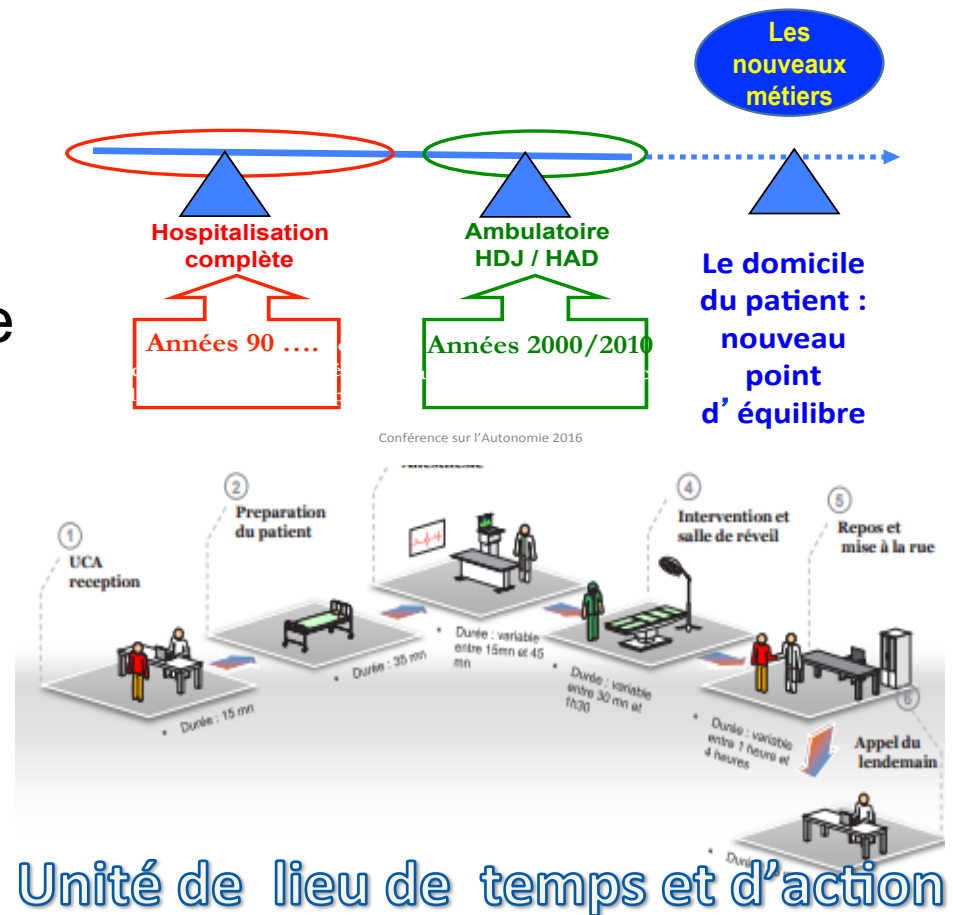 Les
nouveaux
métiers
Hospitalisation
complète
Ambulatoire
HDJ / HAD
Le domicile
du patient :
nouveau
point
d’ équilibre
Années 90 ....
Années 2000/2010
e
Conférence sur l’Autonomie 2016
1
UCA
reception
2
Preparation
du patient
4
Intervention et
salle de réveil
5
Repos et
mise à la rue
6
Appel du
lendemain
• Durée : 15 mn
• Durée : 35 mn
• Durée : variable
entre 15mn et 45
mn
• Durée : variable
entre 30 mn et
1h30
• Durée : variable
entre 1 heure et
4 heures
Unité de lieu de temps et d’action